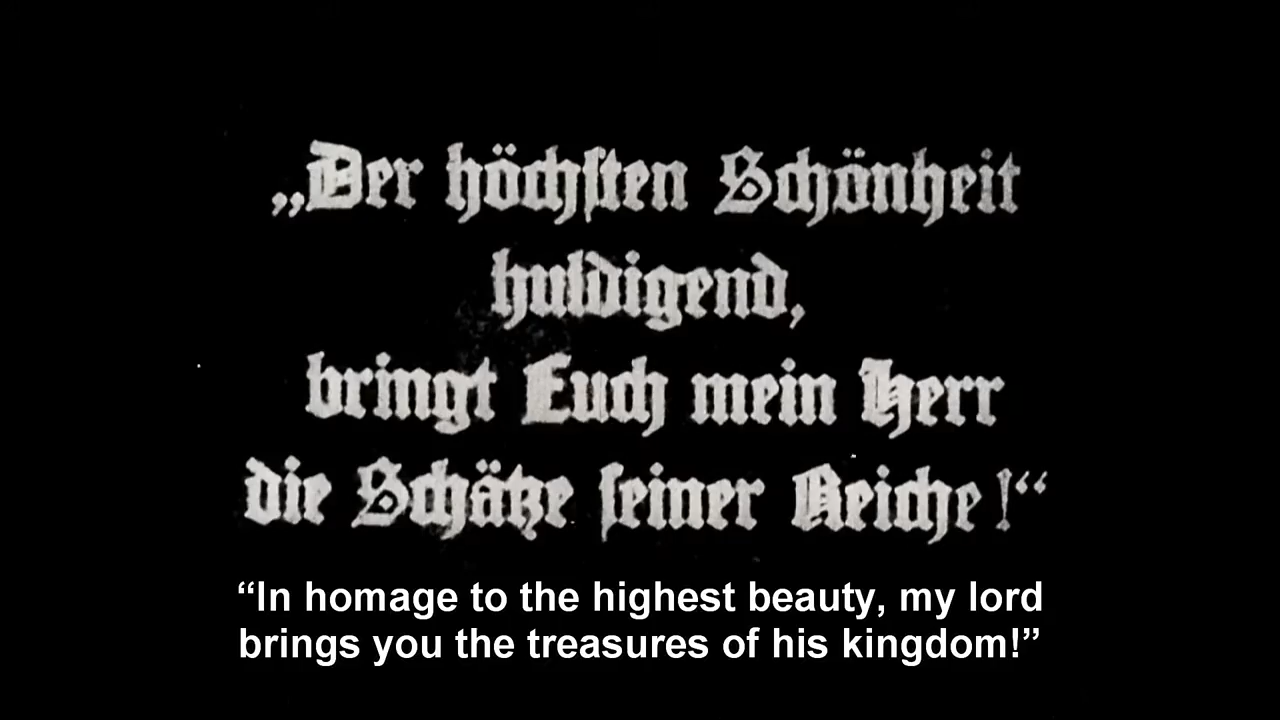 „Der höchſten Schönheit
huldigend,
bringt Euch mein Herr
die Schätze ſeiner Reiche!“
“In homage to the highest beauty, my lord
brings you the treasures of his kingdom!”